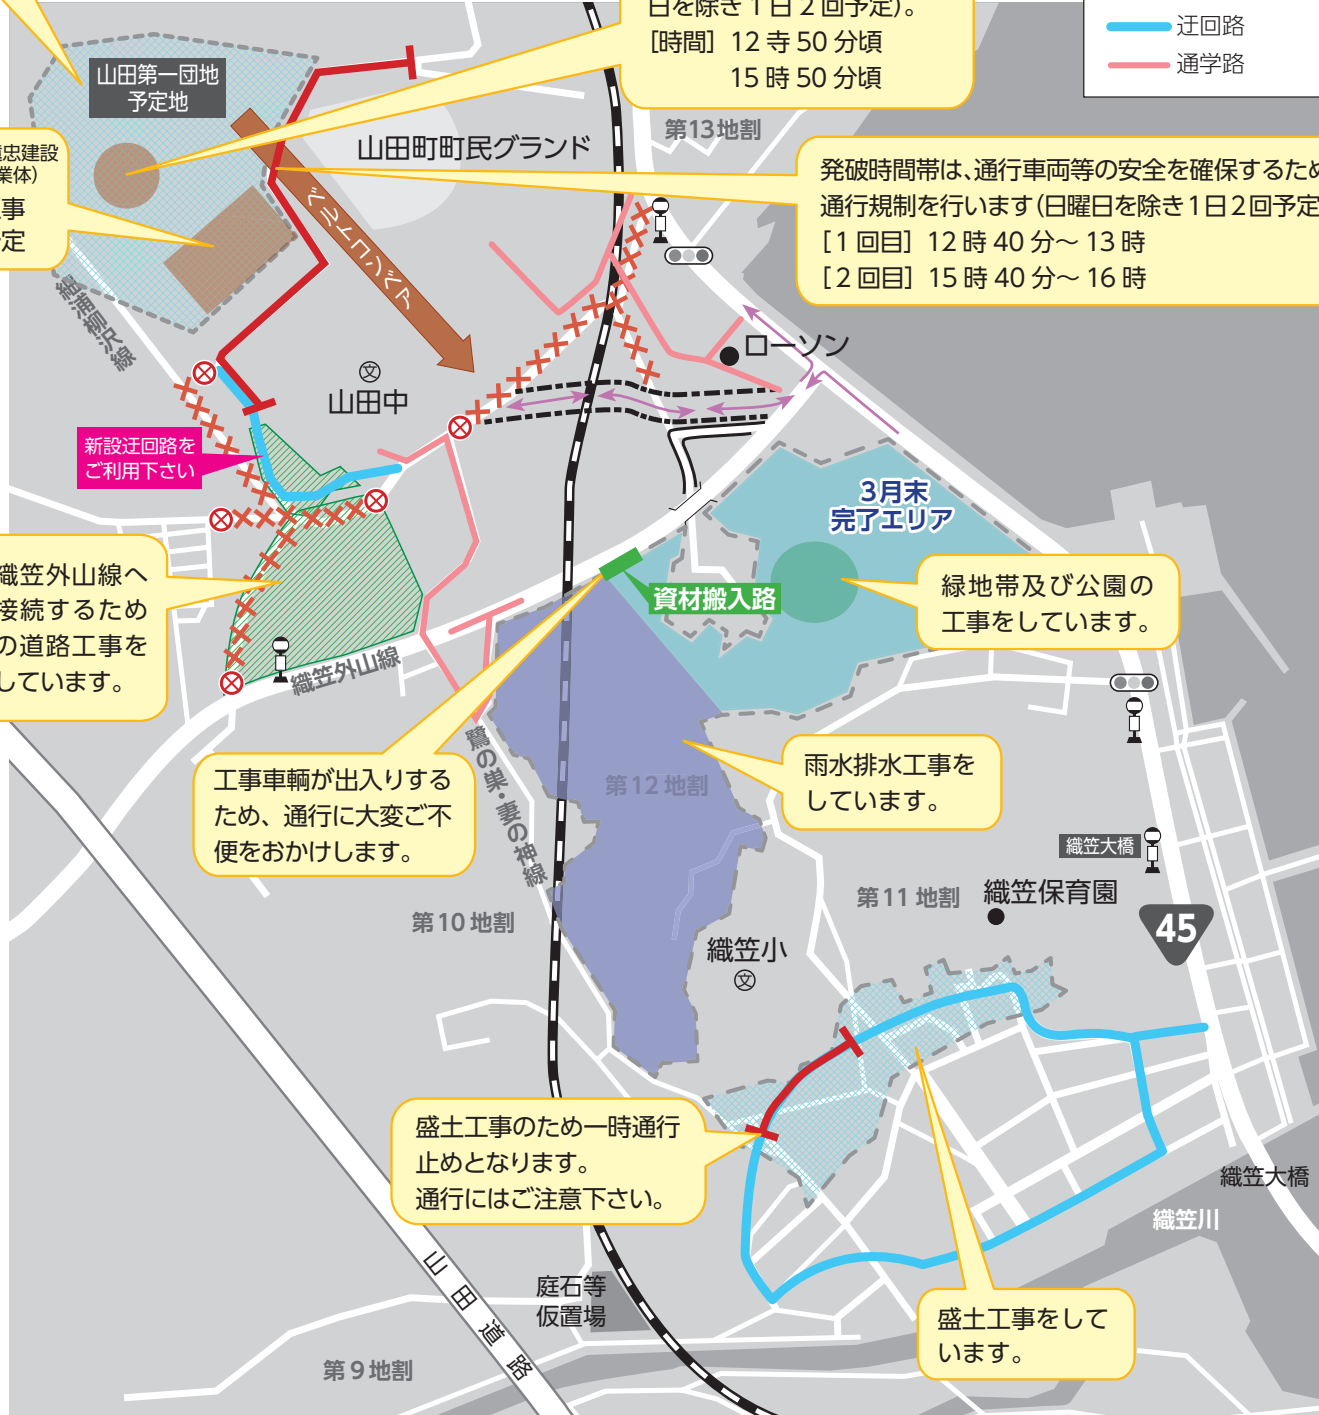 日を除き1日2回予定)。
[時間] 12寺50分頃
15時50分頃
迂回路
通学路
山田第一団地
予定地
山田町町民グランド
第13地割
忠建設
業体)
事
定
ベルトコンベア
発破時間帯は、通行車両等の安全を確保するため
通行規制を行います(日曜日を除き1日2回予定
[1回目] 12時40分～13時
[2回目] 15時40分～16時
細浦柳沢線
ローソン
文
山田中
新設迂回路を
ご利用下さい
3月末
完了エリア
織笠外山線へ
接続するため
の道路工事を
しています。
資材搬入路
緑地帯及び公園の
工事をしています。
織笠外山線
工事車輌が出入りする
ため、通行に大変ご不
便をおかけします。
鷺の巣・妻の神線
第12地割
雨水排水工事を
しています。
織笠大橋
第11地割
織笠保育園
45
第10地割
織笠小
文
盛土工事のため一時通行
止めとなります。
通行にはご注意下さい。
織笠大橋
織笠川
山田道路
庭石等
仮置場
盛土工事をして
います。
第9地割